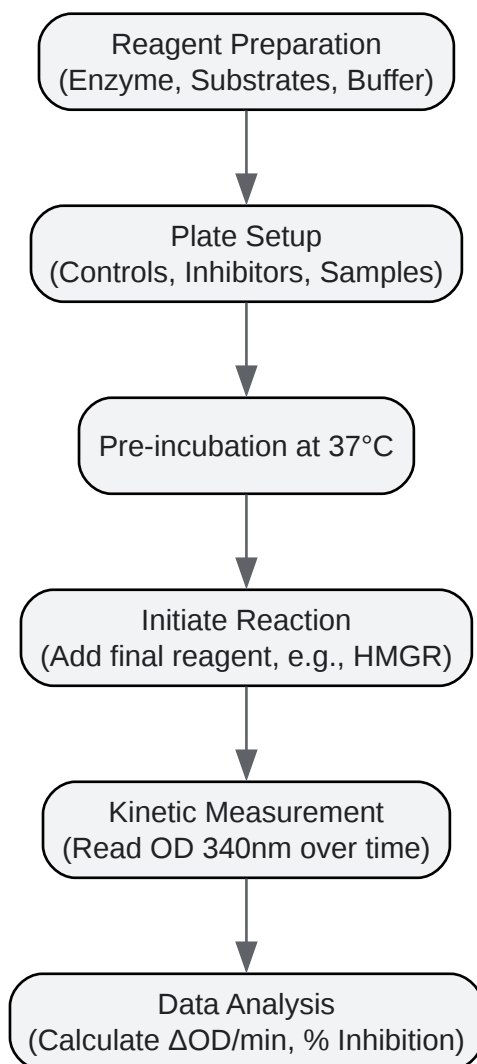 Reagent Preparation
(Enzyme, Substrates, Buffer)
Plate Setup
(Controls, Inhibitors, Samples)
Pre-incubation at 37°C
Initiate Reaction
(Add final reagent, e.g., HMGR)
Kinetic Measurement
(Read OD 340nm over time)
Data Analysis
(Calculate ΔOD/min, % Inhibition)